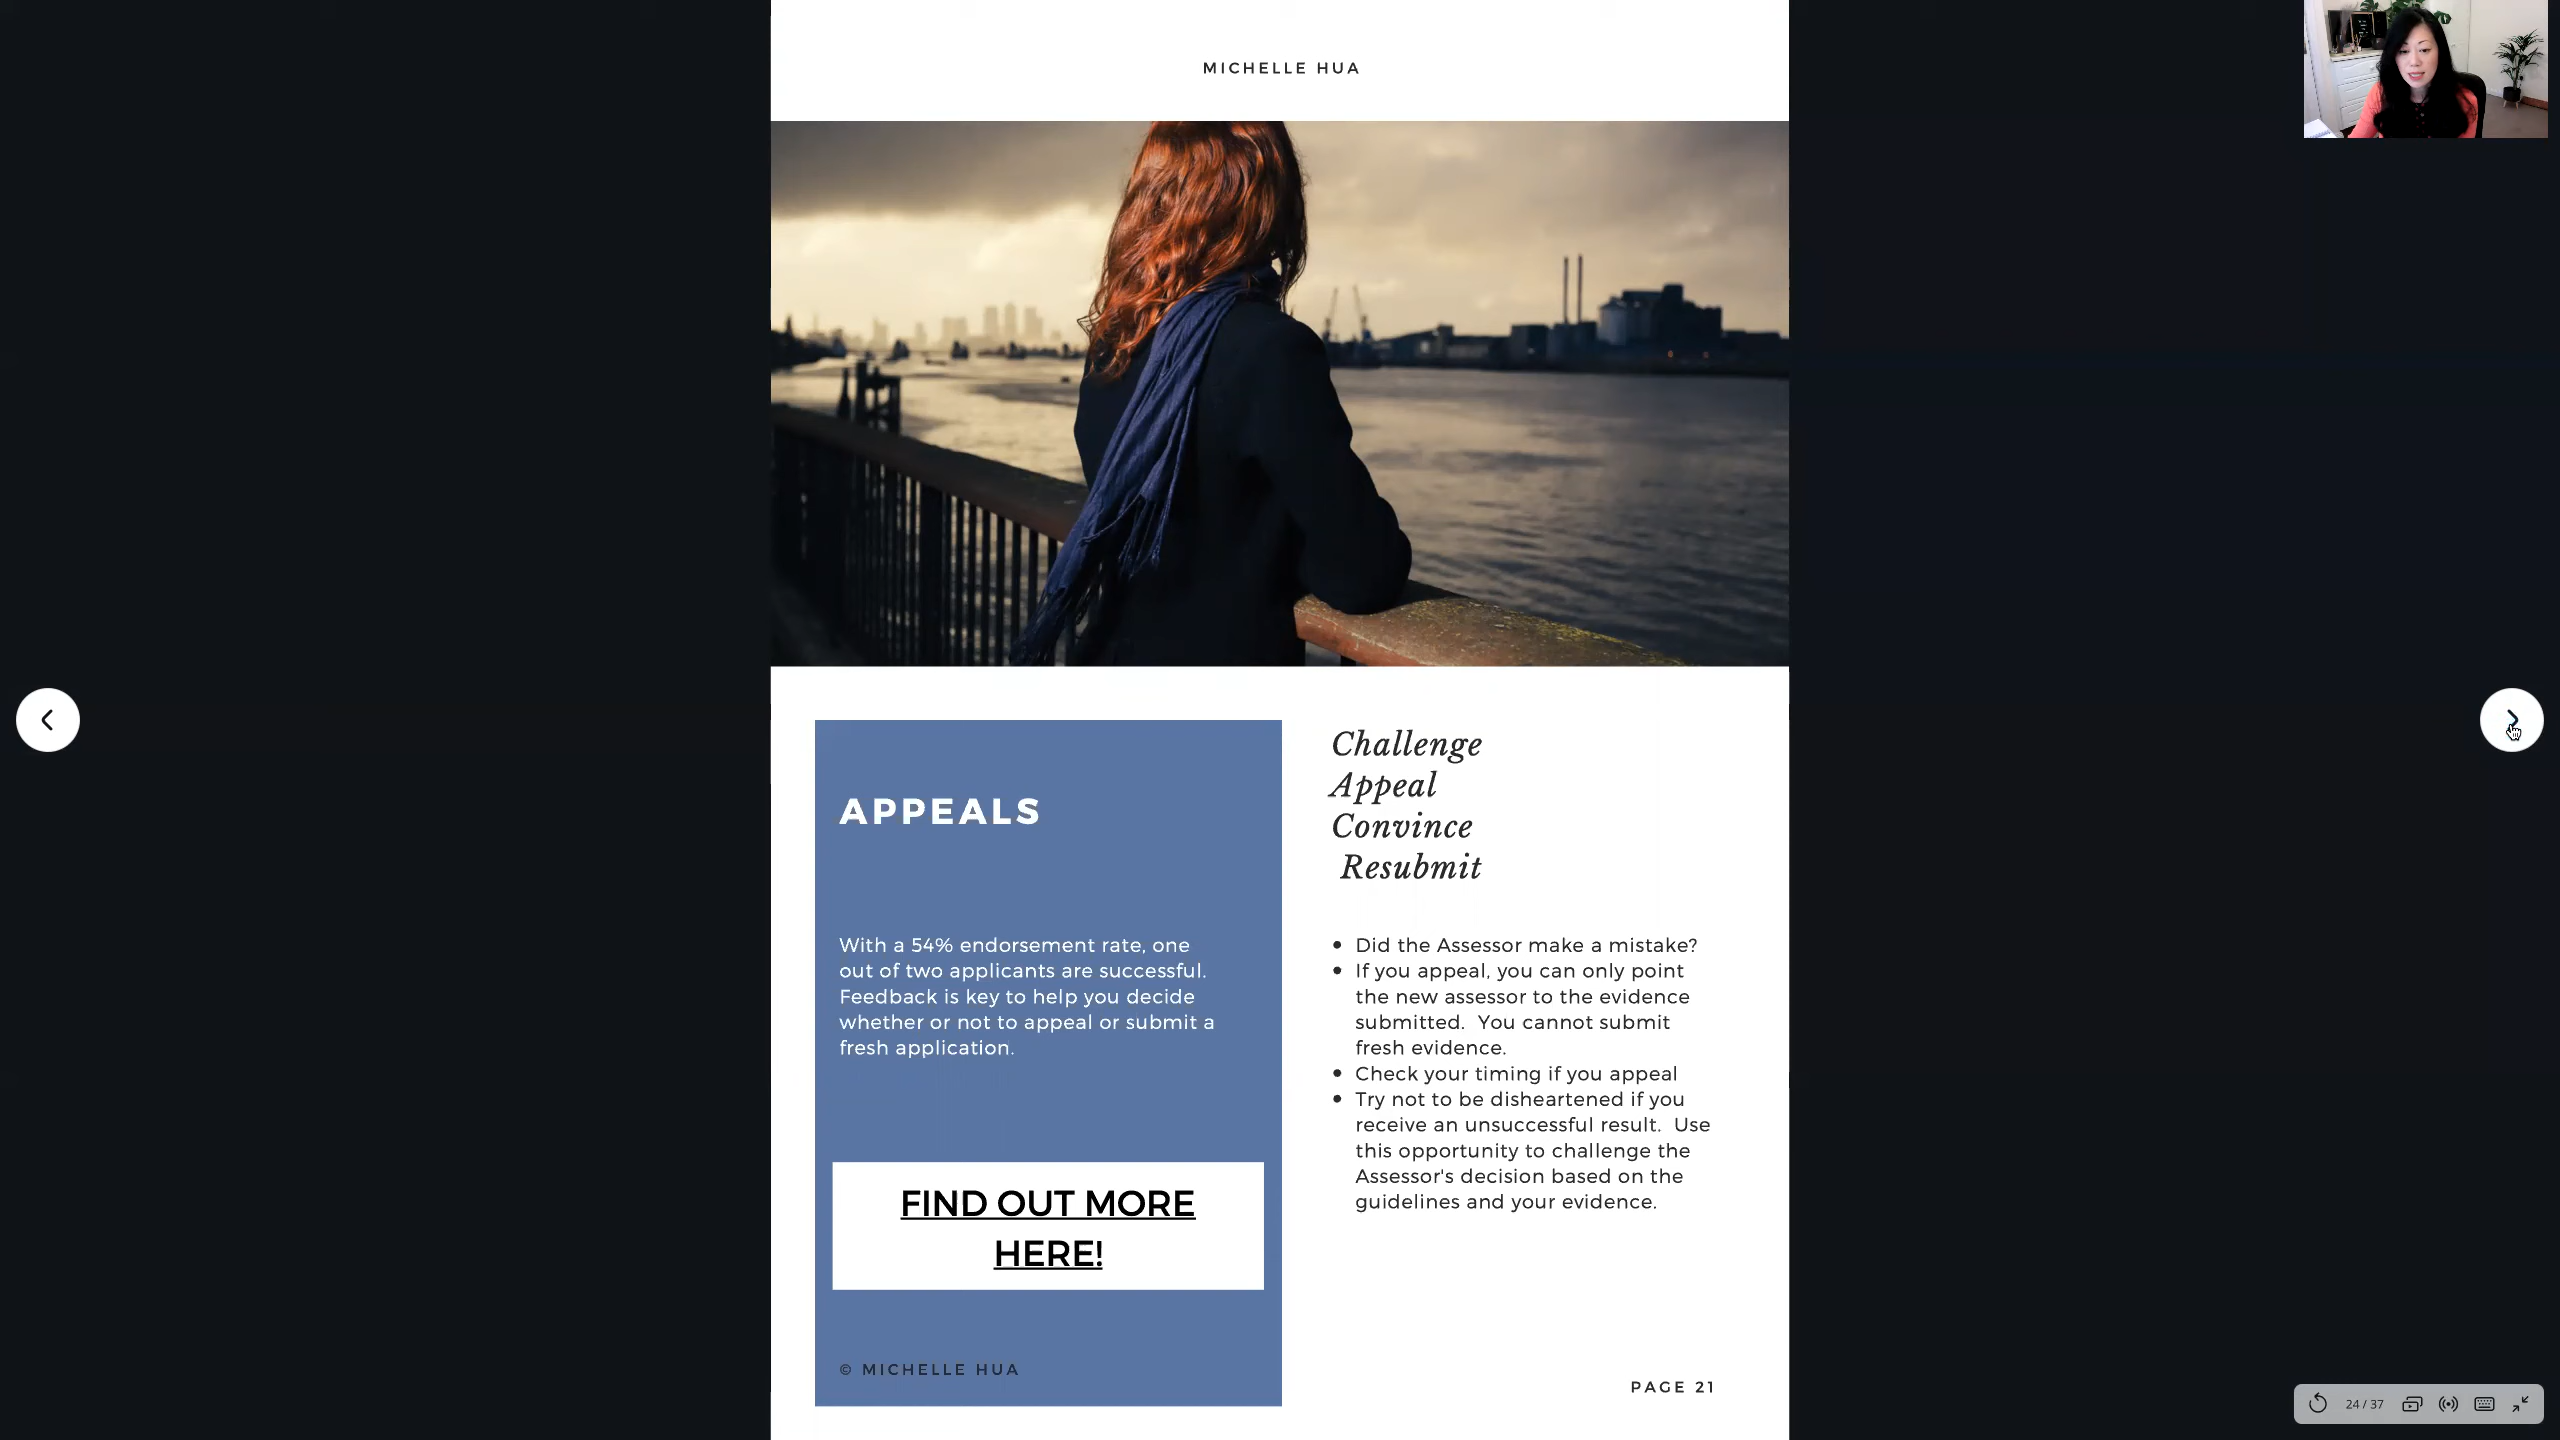 MICHELLE HUA
APPEALS
With a 54% endorsement rate, one
out of two applicants are successful.
Feedback is key to help you decide
whether or not to appeal or submit a
fresh application.
FIND OUT MORE
HERE!
© MICHELLE HUA
Challenge
Appeal
Convince
Resubmit
• Did the Assessor make a mistake?
• If you appeal, you can only point
the new assessor to the evidence
submitted.  You cannot submit
fresh evidence.
• Check your timing if you appeal
• Try not to be disheartened if you
receive an unsuccessful result.  Use
this opportunity to challenge the
Assessor's decision based on the
guidelines and your evidence.
PAGE 21
24 / 37